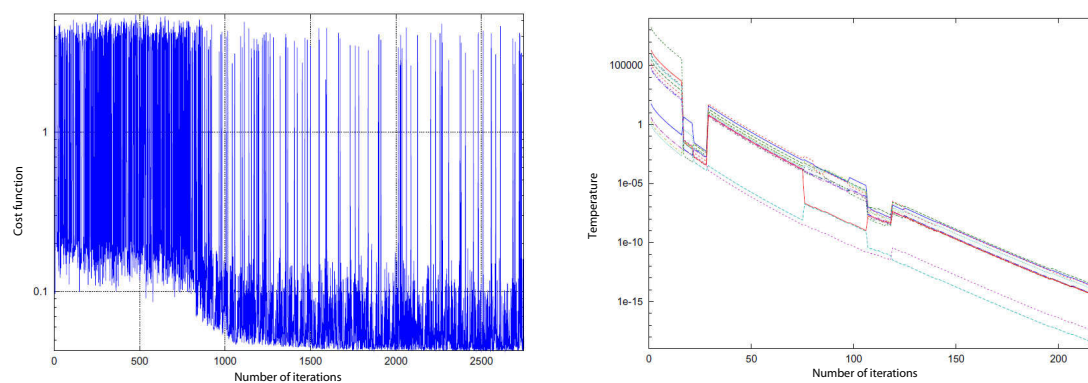 Cost function
1
0.1
0
500
1000
1500
2000
2500
Number of iterations
Temperature
100000
1
1e-05
1e-10
1e-15
0
50
100
150
200
Number of iterations